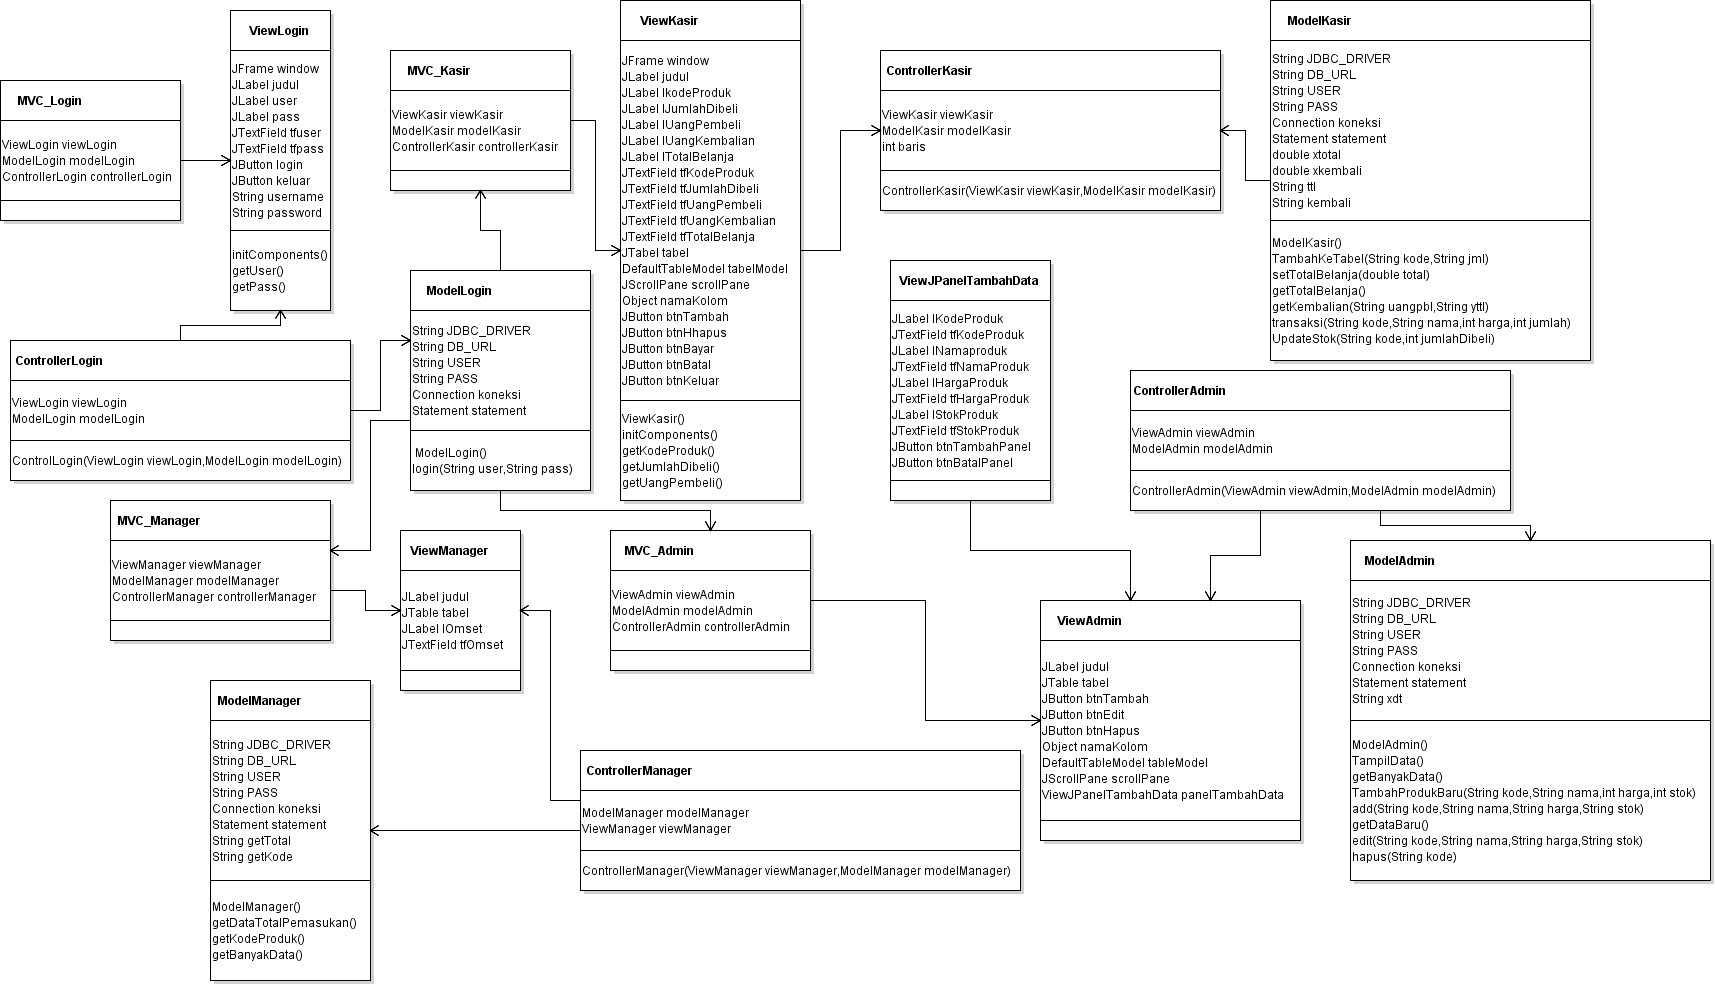 MVC_Login
ViewLogin viewLogin
ModelLogin modelLogin
ControllerLogin controllerLogin
ViewLogin
JFrame window
JLabel judul
JLabel user
JLabel pass
JTextField tfuser
JTextField tfpass
JButton login
JButton keluar
String username
String password
initComponents()
getUser()
getPass()
MVC_Kasir
ViewKasir viewKasir
ModelKasir modelKasir
ControllerKasir controllerKasir
ViewKasir
JFrame window
JLabel judul
JLabel lkodeProduk
JLabel lJumlahDibeli
JLabel lUangPembeli
JLabel lUangKembalian
JLabel lTotalBelanja
JTextField tfKodeProduk
JTextField tfJumlahDibeli
JTextField tfUangPembeli
JTextField tfUangKembalian
JTextField tfTotalBelanja
JTabel tabel
DefaultTableModel tabelModel
JScrollPane scrollPane
Object namaKolom
JButton btnTambah
JButton btnHhapus
JButton btnBayar
JButton btnBatal
JButton btnKeluar
ViewKasir()
initComponents()
getKodeProduk()
getJumlahDibeli()
getUangPembeli()
ControllerKasir
ViewKasir viewKasir
ModelKasir modelKasir
int baris
ControllerKasir(ViewKasir viewKasir,ModelKasir modelKasir)
ModelKasir
String JDBC_DRIVER
String DB_URL
String USER
String PASS
Connection koneksi
Statement statement
double xtotal
double xkembali
String ttl
String kembali
ModelKasir()
TambahKeTabel(String kode,String jml)
setTotalBelanja(double total)
getTotalBelanja()
getKembalian(String uangpbl,String yttl)
transaksi(String kode,String nama,int harga,int jumlah)
UpdateStok(String kode,int jumlahDibeli)
ControllerLogin
ViewLogin viewLogin
ModelLogin modelLogin
ControlLogin(ViewLogin viewLogin,ModelLogin modelLogin)
ModelLogin
String JDBC_DRIVER
String DB_URL
String USER
String PASS
Connection koneksi
Statement statement
ModelLogin()
login(String user,String pass)
ViewJPanelTambahData
JLabel lKodeProduk
JTextField tfKodeProduk
JLabel lNamaproduk
JTextField tfNamaProduk
JLabel lHargaProduk
JTextField tfHargaProduk
JLabel lStokProduk
JTextField tfStokProduk
JButton btnTambahPanel
JButton btnBatalPanel
ControllerAdmin
ViewAdmin viewAdmin
ModelAdmin modelAdmin
ControllerAdmin(ViewAdmin viewAdmin,ModelAdmin modelAdmin)
MVC_Manager
ViewManager viewManager
ModelManager modelManager
ControllerManager controllerManager
ViewManager
JLabel judul
JTable tabel
JLabel lOmset
JTextField tfOmset
MVC_Admin
ViewAdmin viewAdmin
ModelAdmin modelAdmin
ControllerAdmin controllerAdmin
ViewAdmin
JLabel judul
JTable tabel
JButton btnTambah
JButton btnEdit
JButton btnHapus
Object namaKolom
DefaultTableModel tableModel
JScrollPane scrollPane
ViewJPanelTambahData panelTambahData
ModelAdmin
String JDBC_DRIVER
String DB_URL
String USER
String PASS
Connection koneksi
Statement statement
String xdt
ModelAdmin()
TampilData()
getBanyakData()
TambahProdukBaru(String kode,String nama,int harga,int stok)
add(String kode,String nama,String harga,String stok)
getDataBaru()
edit(String kode,String nama,String harga,String stok)
hapus(String kode)
ModelManager
String JDBC_DRIVER
String DB_URL
String USER
String PASS
Connection koneksi
Statement statement
String getTotal
String getKode
ModelManager()
getDataTotalPemasukan()
getKodeProduk()
getBanyakData()
ControllerManager
ModelManager modelManager
ViewManager viewManager
ControllerManager(ViewManager viewManager,ModelManager modelManager)